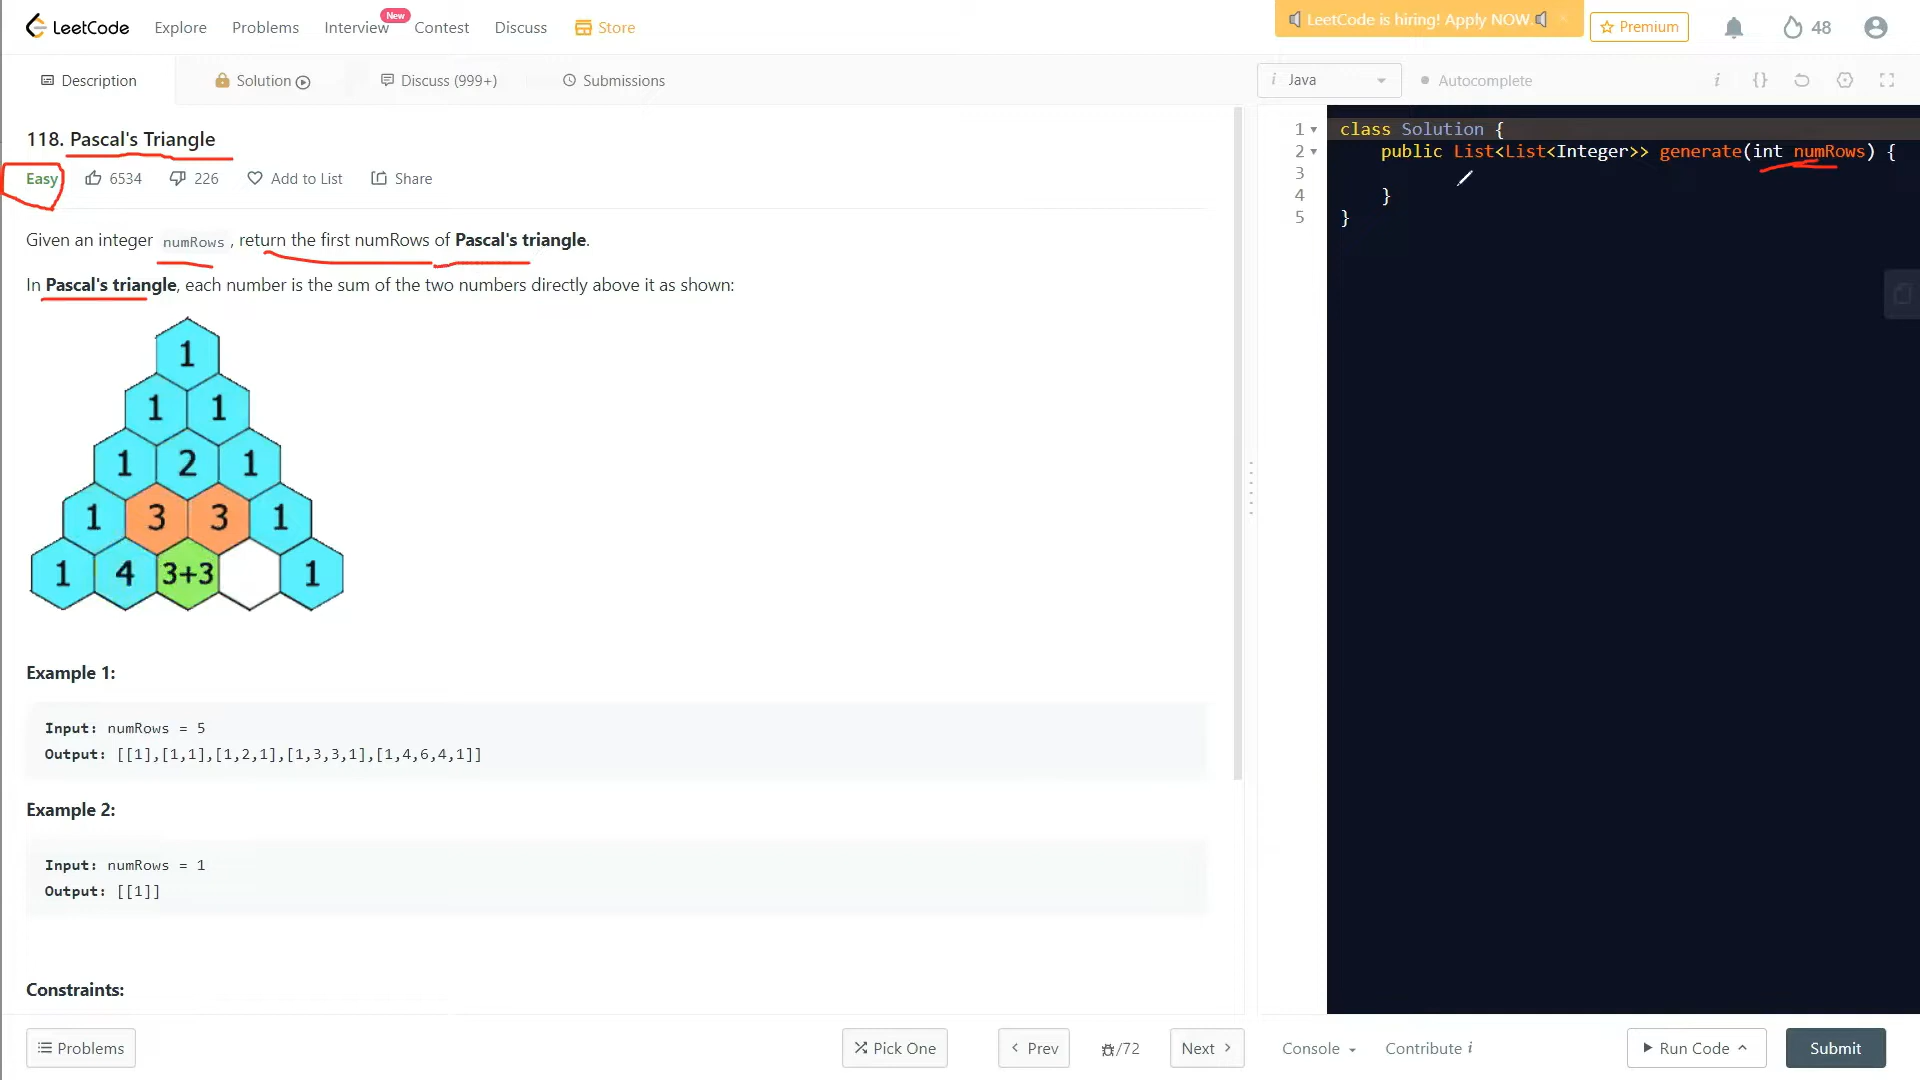 LeetCode Explore Problems Interview New Contest Discuss Store LeetCode is hiring! Apply NOW. Premium 48
Description Solution Discuss (999+) Submissions i Java Autocomplete i {}
118. Pascal's Triangle
Easy 6534 226 Add to List Share
Given an integer numRows , return the first numRows of Pascal's triangle.
In Pascal's triangle, each number is the sum of the two numbers directly above it as shown:
1
1 1
1 2 1
1 3 3 1
1 4 3+3 1
Example 1:
Input: numRows = 5
Output: [[1],[1,1],[1,2,1],[1,3,3,1],[1,4,6,4,1]]
Example 2:
Input: numRows = 1
Output: [[1]]
Constraints:
1 class Solution {
2 public List<List<Integer>> generate(int numRows) {
3
4 }
5 }
Problems Pick One < Prev /72 Next > Console Contribute i Run Code Submit